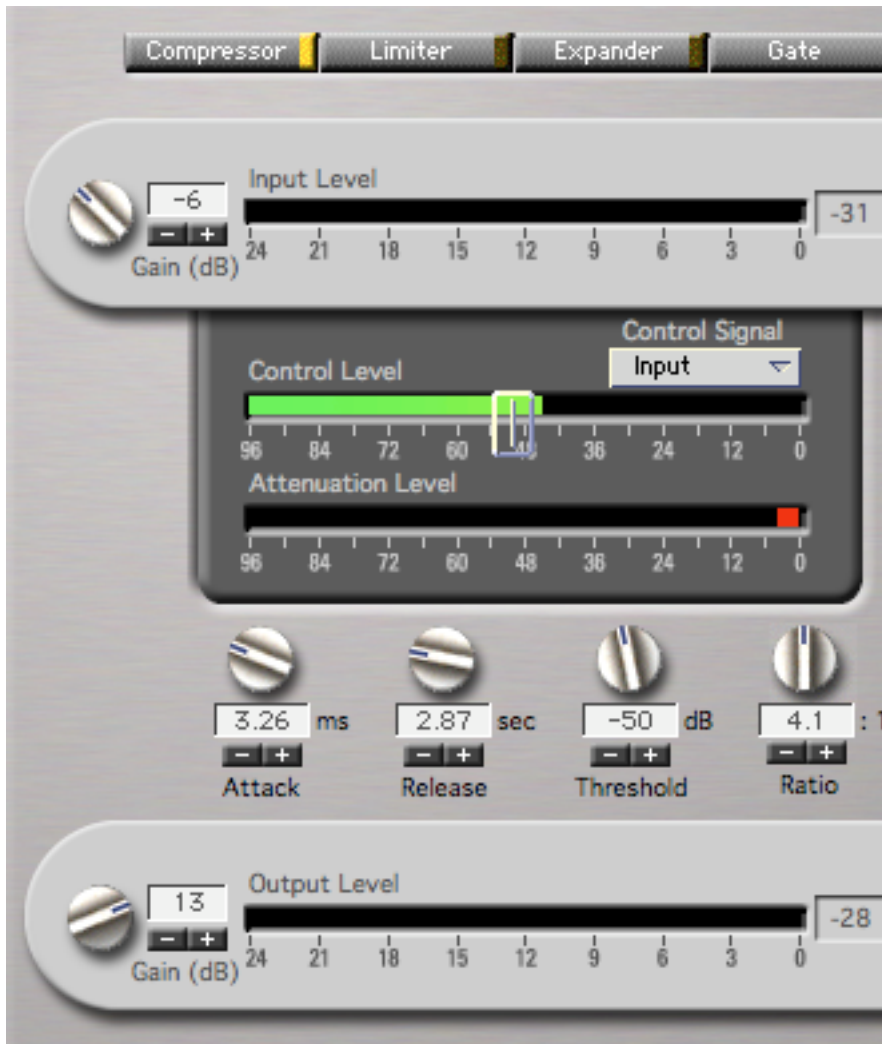 Compressor Limiter Expander Gate
Input Level
-6
-31
- +
24 21 18 15 12 9 6 3 0
Gain (dB)
Control Signal
Input
Control Level
96 84 72 60 48 36 24 12 0
Attenuation Level
96 84 72 60 48 36 24 12 0
3.26 ms 2.87 sec -50 dB 4.1 : 1
- + - + - + - +
Attack Release Threshold Ratio
Output Level
13
-28
- +
24 21 18 15 12 9 6 3 0
Gain (dB)